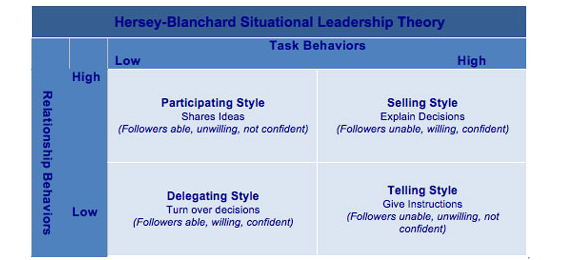 Hersey-Blanchard Situational Leadership Theory
Task Behaviors
Low
High
Relationship Behaviors
High
Participating Style
Shares Ideas
(Followers able, unwilling, not confident)
Selling Style
Explain Decisions
(Followers unable, willing, confident)
Low
Delegating Style
Turn over decisions
(Followers able, willing, confident)
Telling Style
Give Instructions
(Followers unable, unwilling, not
confident)